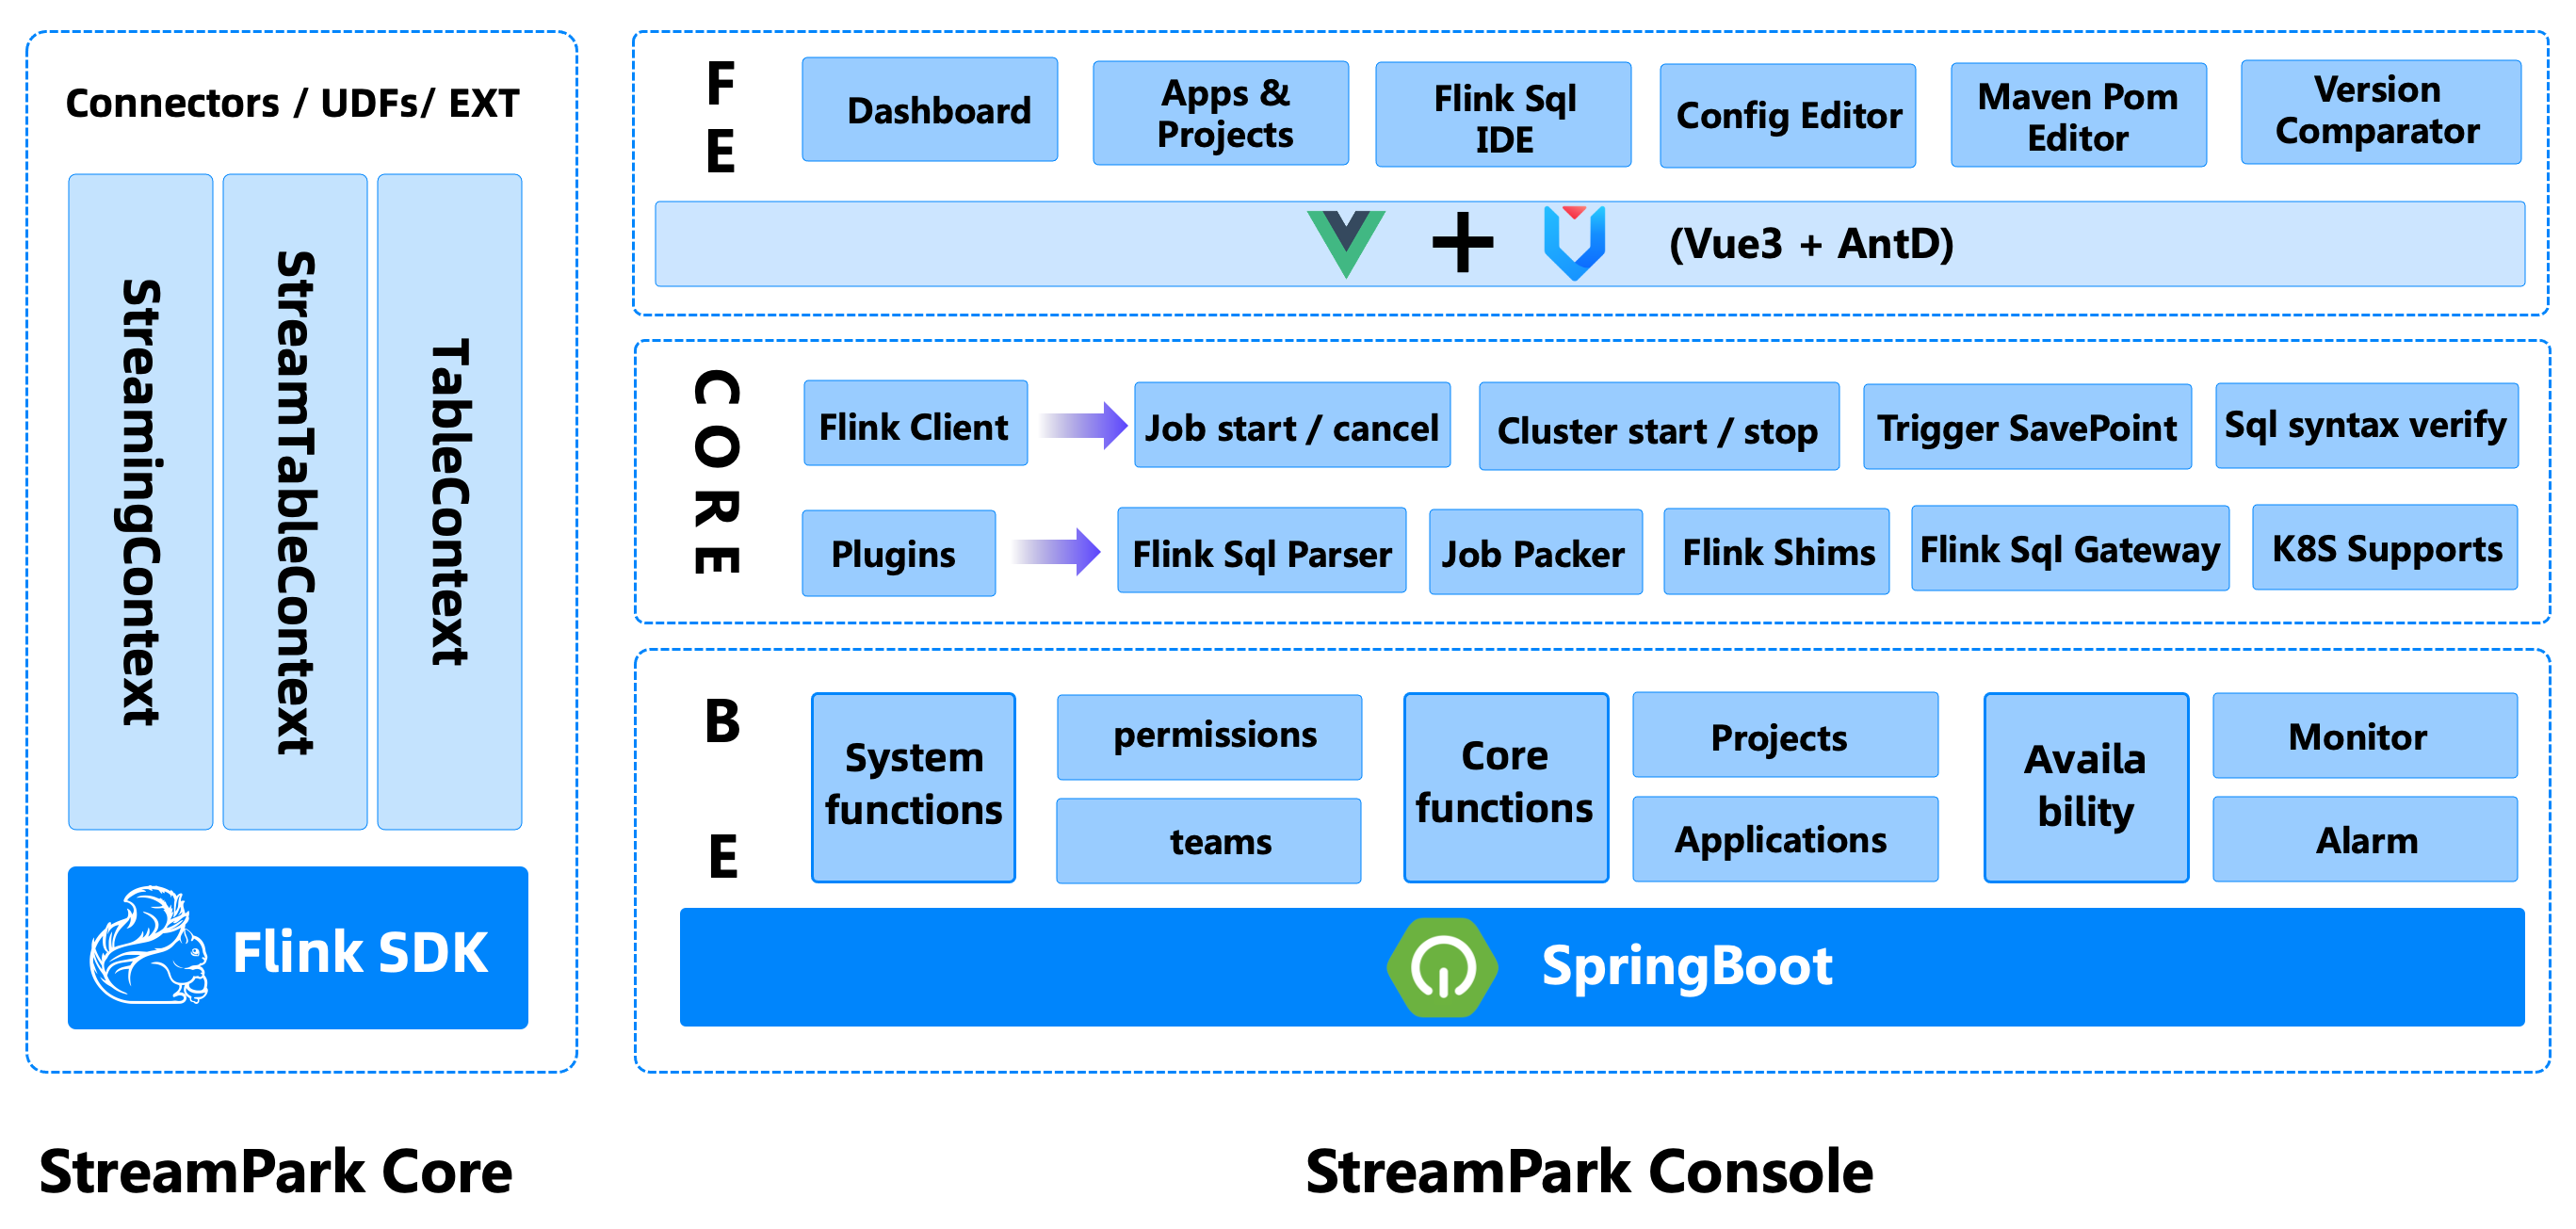 Connectors / UDFs/ EXT
StreamingContext
StreamTableContext
TableContext
Flink SDK
StreamPark Core
F
E
Dashboard
Apps &
Projects
Flink Sql
IDE
Config Editor
Maven Pom
Editor
Version
Comparator
(Vue3 + AntD)
CORE
Flink Client
Job start / cancel
Cluster start / stop
Trigger SavePoint
Sql syntax verify
Plugins
Flink Sql Parser
Job Packer
Flink Shims
Flink Sql Gateway
K8S Supports
B
E
System
functions
permissions
teams
Core
functions
Projects
Applications
Availa
bility
Monitor
Alarm
SpringBoot
StreamPark Console